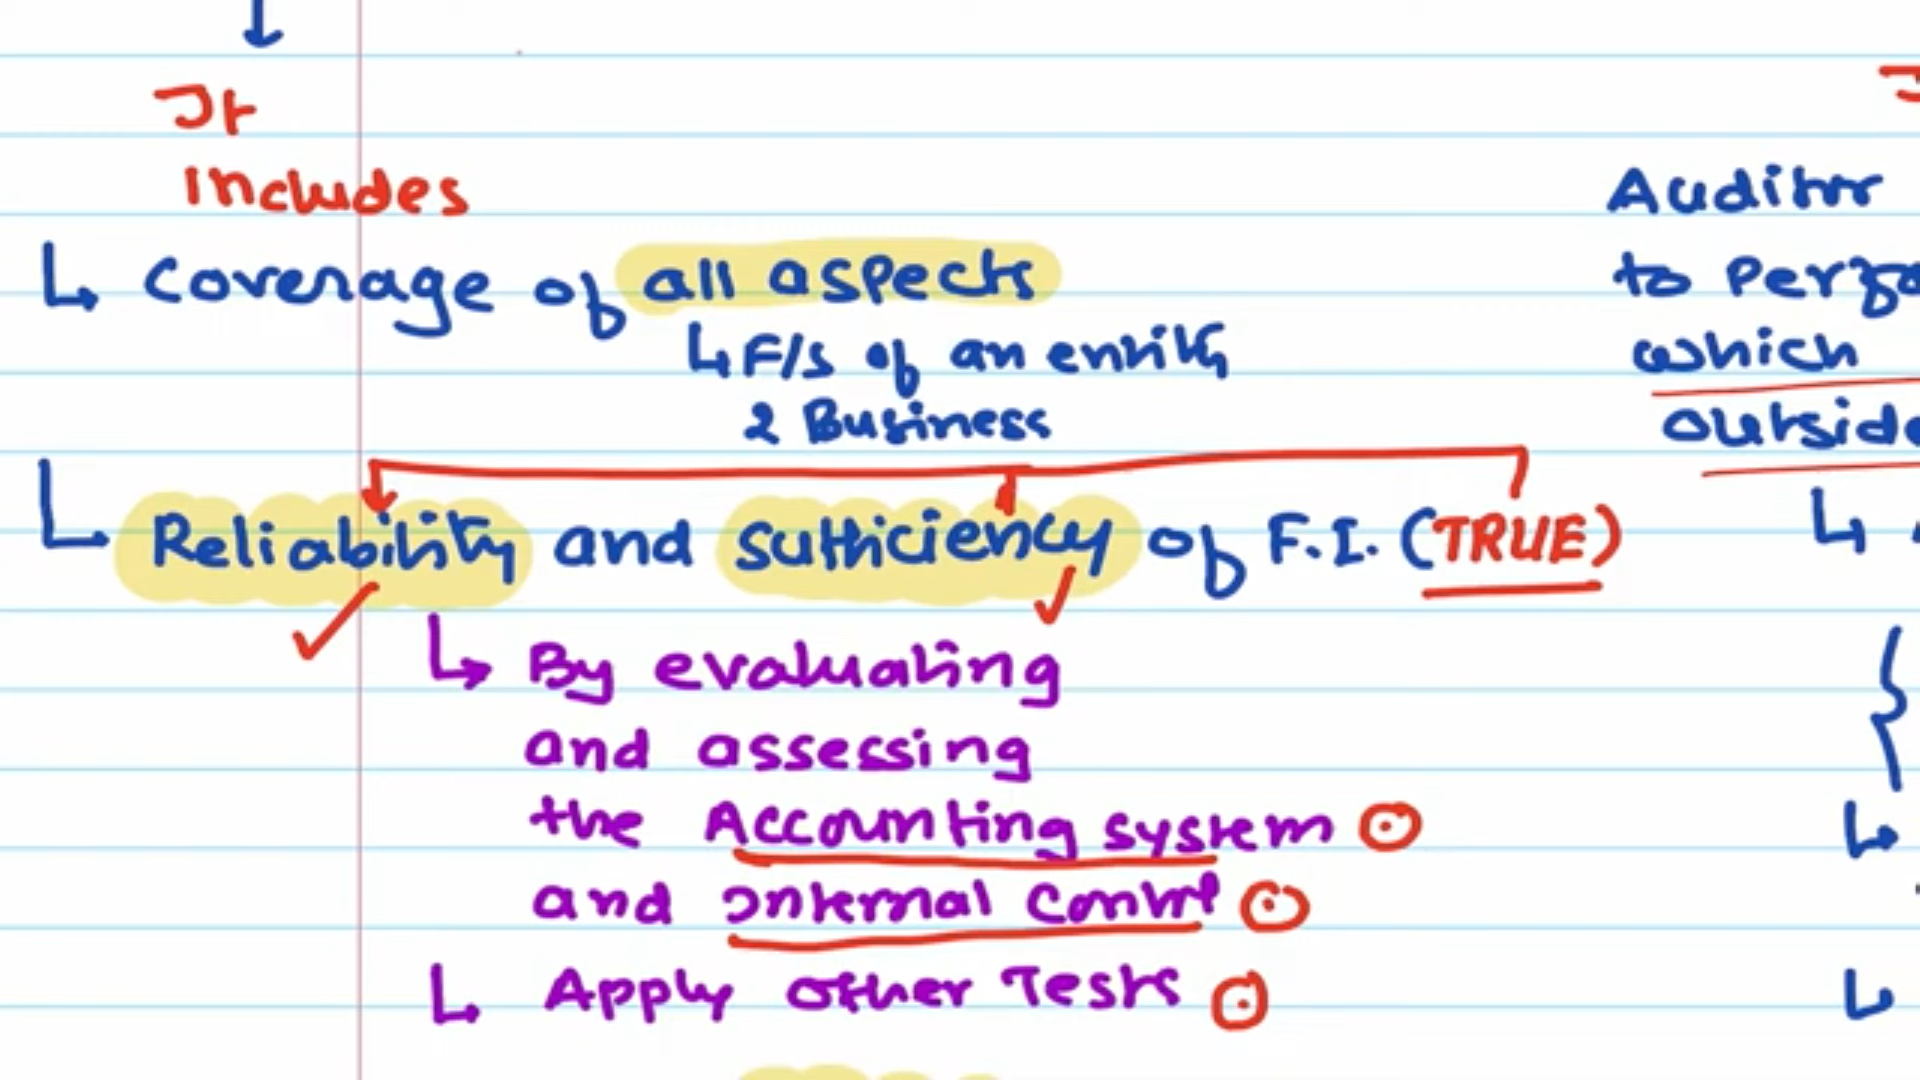 It
Includes
Coverage of all aspects
F/S of an entity
& Business
Reliability and Sufficiency of F.I. (TRUE)
By evaluating
and assessing
the Accounting system
and Internal Control
Apply other Tests
Auditor
to Perfo
which
outside